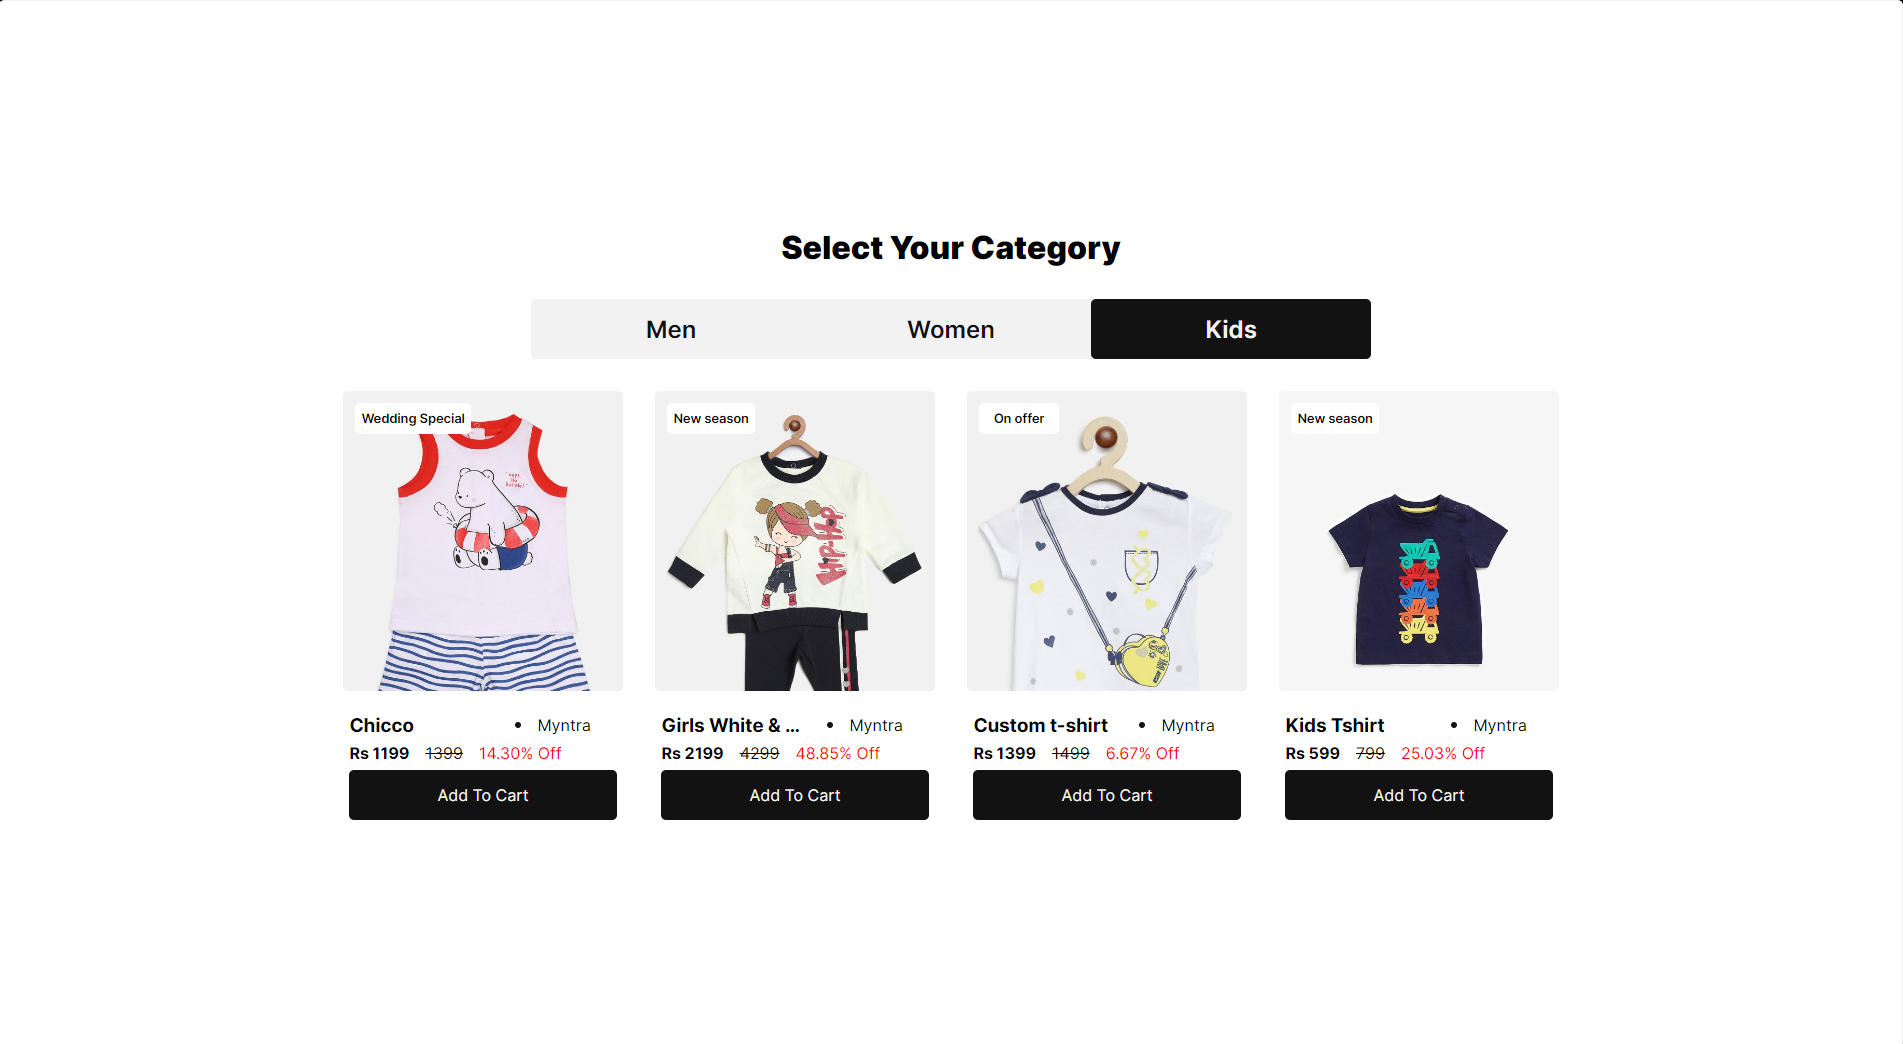 Select Your Category
Men Women Kids
Wedding Special
New season
On offer
New season
HIP-HOP
Chicco • Myntra
Rs 1199 1399 14.30% Off
Add To Cart
Girls White & ... • Myntra
Rs 2199 4299 48.85% Off
Add To Cart
Custom t-shirt • Myntra
Rs 1399 1499 6.67% Off
Add To Cart
Kids Tshirt • Myntra
Rs 599 799 25.03% Off
Add To Cart